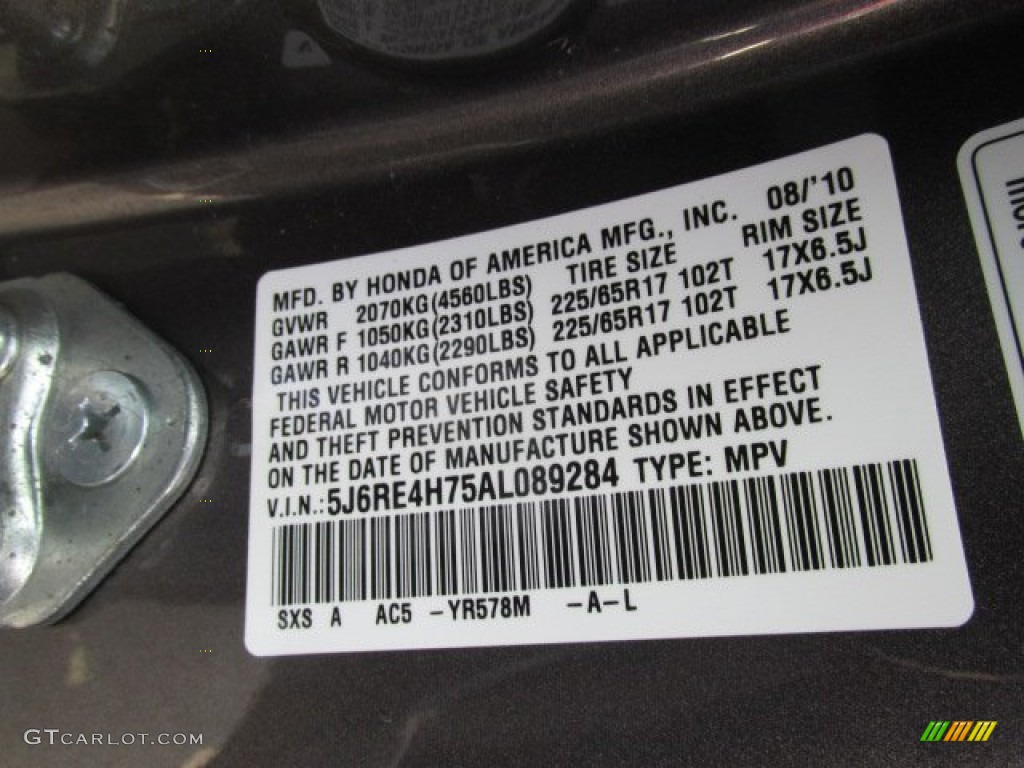 MFD. BY HONDA OF AMERICA MFG., INC. 08/'10
GVWR 2070KG(4560LBS) TIRE SIZE RIM SIZE
GAWR F 1050KG(2310LBS) 225/65R17 102T 17X6.5J
GAWR R 1040KG(2290LBS) 225/65R17 102T 17X6.5J
THIS VEHICLE CONFORMS TO ALL APPLICABLE
FEDERAL MOTOR VEHICLE SAFETY
AND THEFT PREVENTION STANDARDS IN EFFECT
ON THE DATE OF MANUFACTURE SHOWN ABOVE.
V.I.N.: 5J6RE4H75AL089284 TYPE: MPV
SXS A AC5 -YR578M -A-L
GTCARLOT.COM